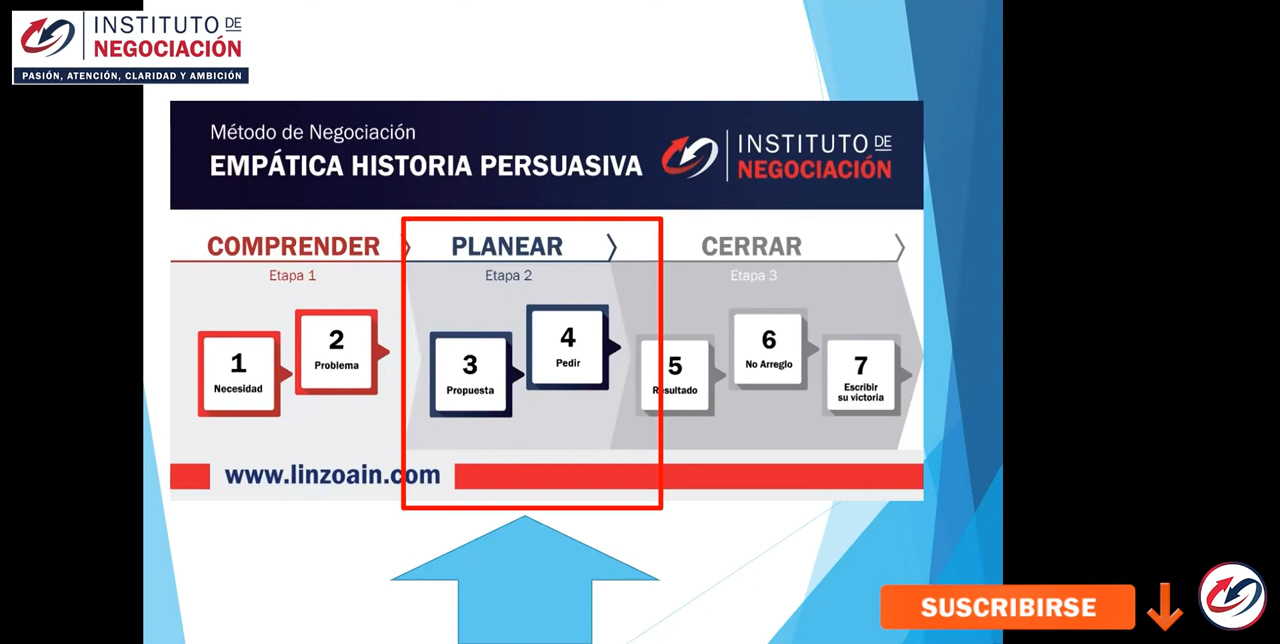 INSTITUTO DE
NEGOCIACIÓN
PASIÓN, ATENCIÓN, CLARIDAD Y AMBICIÓN
Método de Negociación
EMPÁTICA HISTORIA PERSUASIVA
INSTITUTO DE
NEGOCIACIÓN
COMPRENDER
Etapa 1
PLANEAR
Etapa 2
CERRAR
Etapa 3
1
Necesidad
2
Problema
3
Propuesta
4
Pedir
5
Resultado
6
No Arreglo
7
Escribir
su victoria
www.linzoain.com
SUSCRIBIRSE